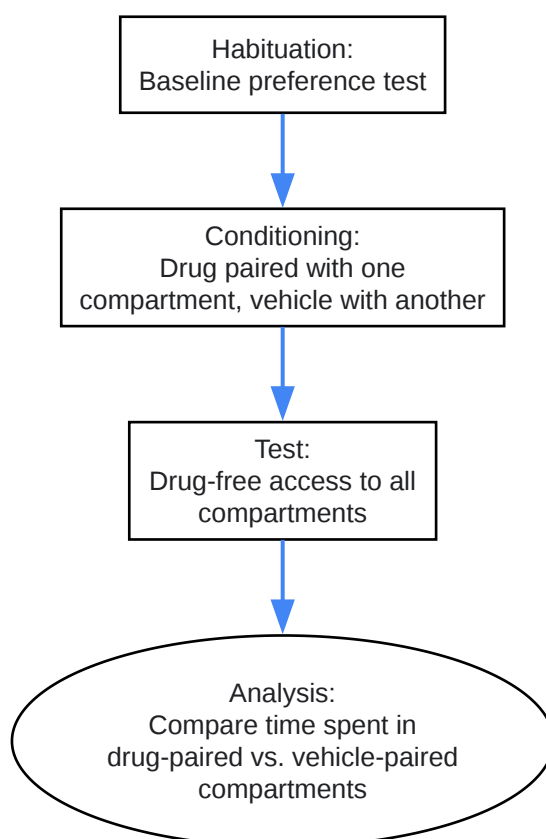 Habituation:
Baseline preference test
Conditioning:
Drug paired with one
compartment, vehicle with another
Test:
Drug-free access to all
compartments
Analysis:
Compare time spent in
drug-paired vs. vehicle-paired
compartments